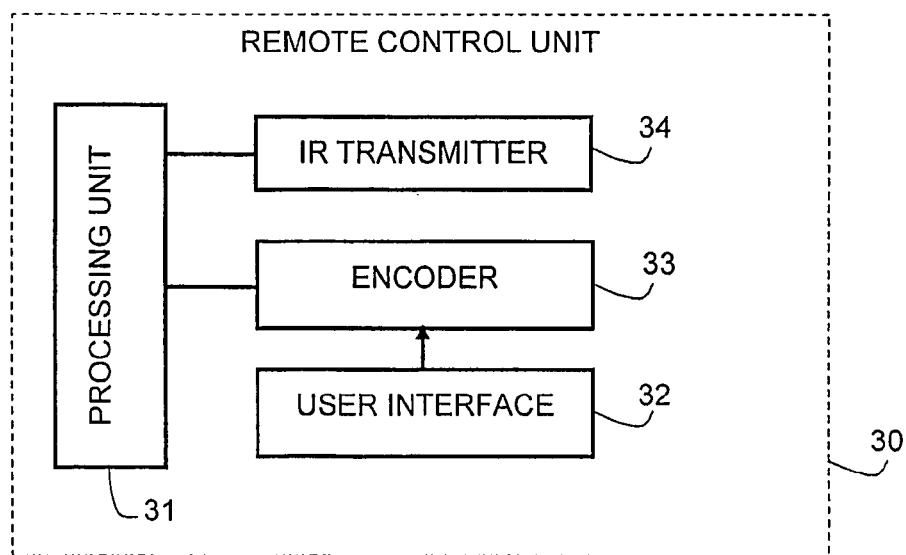 REMOTE CONTROL UNIT
PROCESSING UNIT
IR TRANSMITTER
34
ENCODER
33
USER INTERFACE
32
30
31